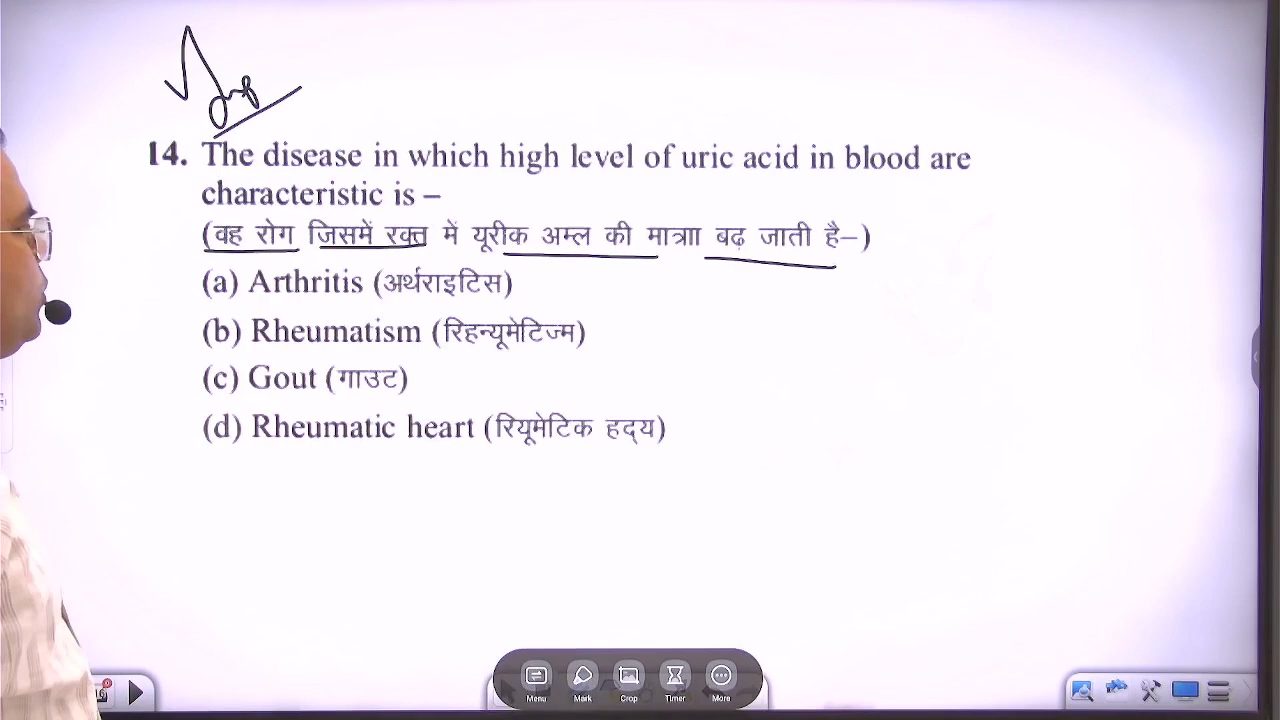 14. The disease in which high level of uric acid in blood are
characteristic is –
(वह रोग जिसमें रक्त में यूरीक अम्ल की मात्राा बढ़ जाती है–)
(a) Arthritis (अर्थराइटिस)
(b) Rheumatism (रिहन्यूमेटिज्म)
(c) Gout (गाउट)
(d) Rheumatic heart (रियूमेटिक हद्य)
Menu Mark Crop Timer More